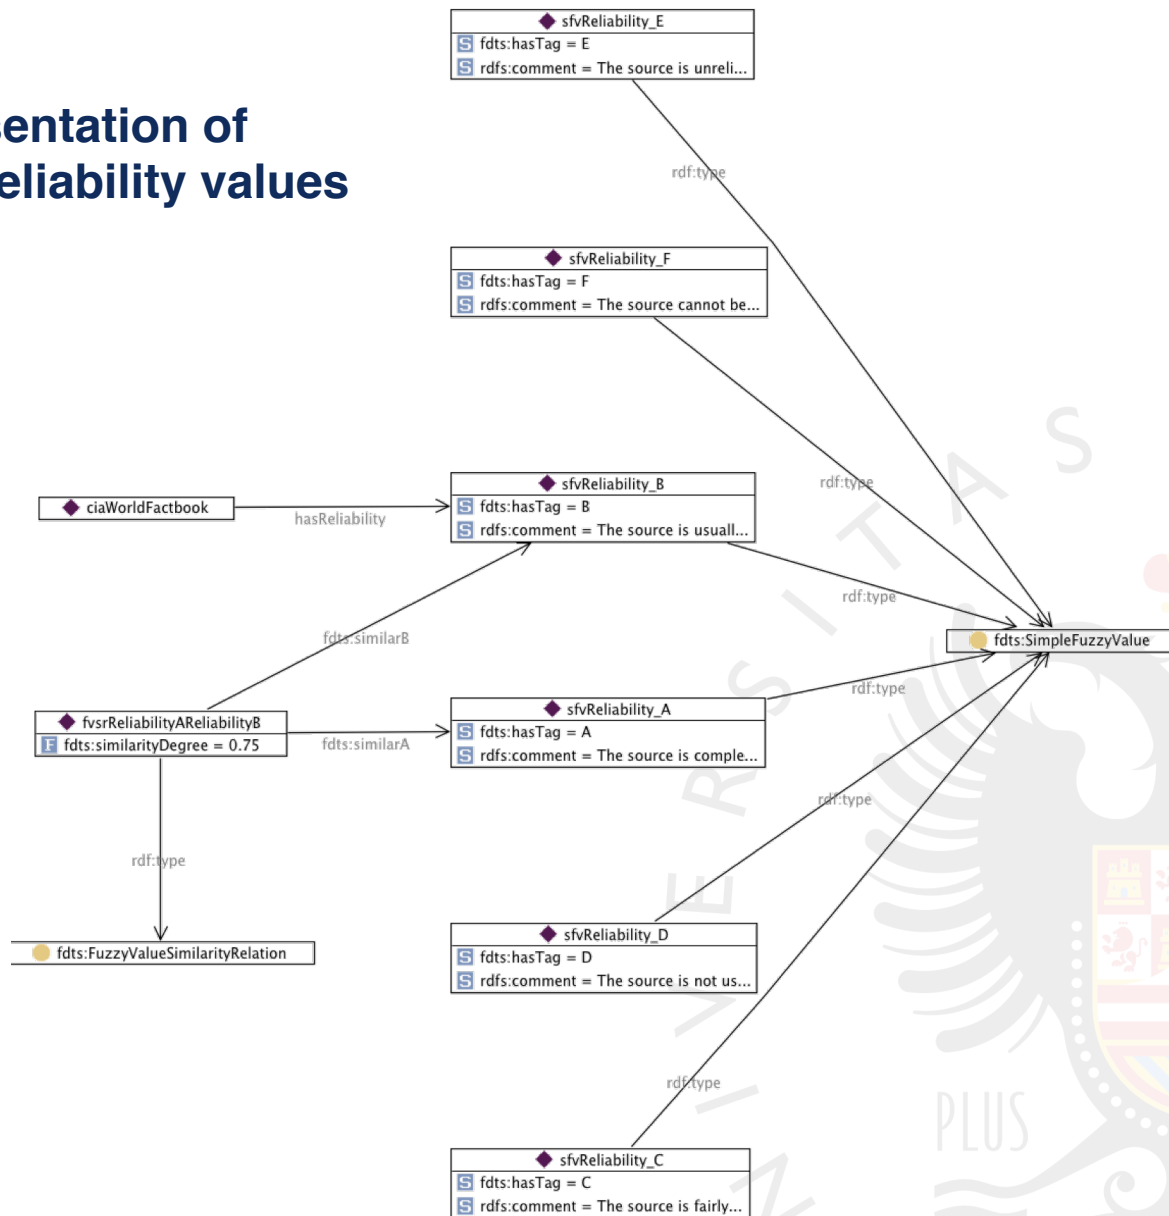 sfvReliability_E
S fdts:hasTag = E
S rdfs:comment = The source is unreli...
sentation of
eliability values
rdf:type
sfvReliability_F
S fdts:hasTag = F
S rdfs:comment = The source cannot be...
rdf:type
ciaWorldFactbook
hasReliability
sfvReliability_B
S fdts:hasTag = B
S rdfs:comment = The source is usuall...
rdf:type
fdts:similarB
fdts:SimpleFuzzyValue
fvsrReliabilityAReliabilityB
F fdts:similarityDegree = 0.75
fdts:similarA
sfvReliability_A
S fdts:hasTag = A
S rdfs:comment = The source is comple...
rdf:type
rdf:type
rdf:type
fdts:FuzzyValueSimilarityRelation
sfvReliability_D
S fdts:hasTag = D
S rdfs:comment = The source is not us...
rdf:type
sfvReliability_C
S fdts:hasTag = C
S rdfs:comment = The source is fairly...
NIVERSITAS
PLUS